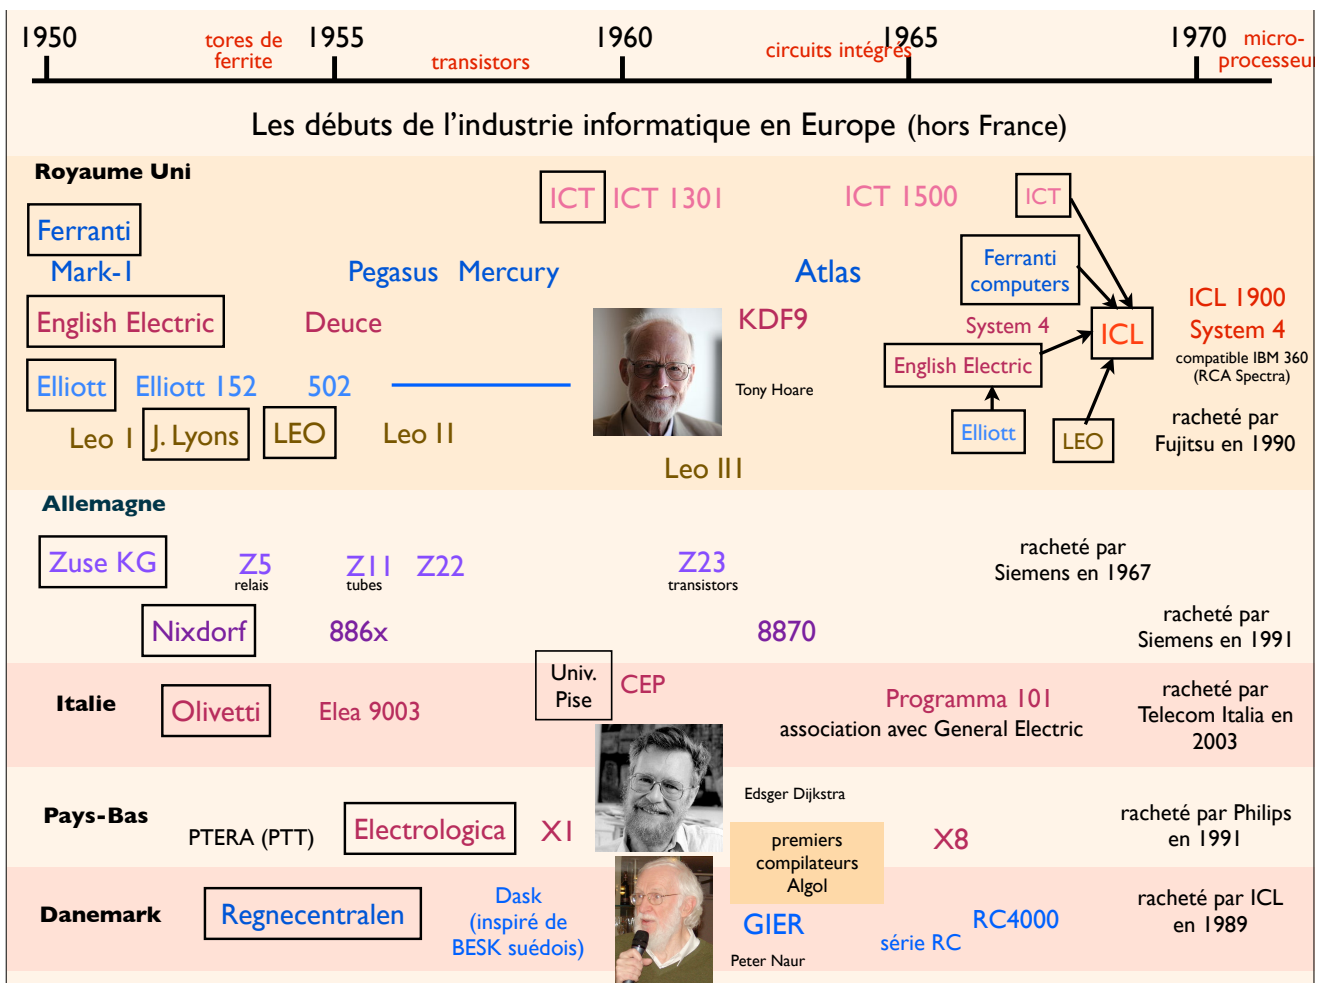 1950
tores de
ferrite
1955
transistors
1960
circuits intégrés
1965
1970
micro-
processeu
Les débuts de l'industrie informatique en Europe (hors France)
Royaume Uni
ICT
ICT 1301
ICT 1500
ICT
Ferranti
Mark-1
Pegasus
Mercury
Atlas
Ferranti
computers
English Electric
Deuce
KDF9
System 4
English Electric
ICL
ICL 1900
System 4
compatible IBM 360
(RCA Spectra)
Elliott
Elliott 152
502
Tony Hoare
Elliott
LEO
racheté par
Fujitsu en 1990
Leo I
J. Lyons
LEO
Leo II
Leo III
Allemagne
Zuse KG
Z5
relais
Z11
tubes
Z22
Z23
transistors
racheté par
Siemens en 1967
Nixdorf
886x
8870
racheté par
Siemens en 1991
Italie
Olivetti
Elea 9003
Univ.
Pise
CEP
Programma 101
association avec General Electric
racheté par
Telecom Italia en
2003
Pays-Bas
PTERA (PTT)
Electrologica
X1
Edsger Dijkstra
premiers
compilateurs
Algol
X8
racheté par Philips
en 1991
Danemark
Regnecentralen
Dask
(inspiré de
BESK suédois)
GIER
Peter Naur
série RC
RC4000
racheté par ICL
en 1989